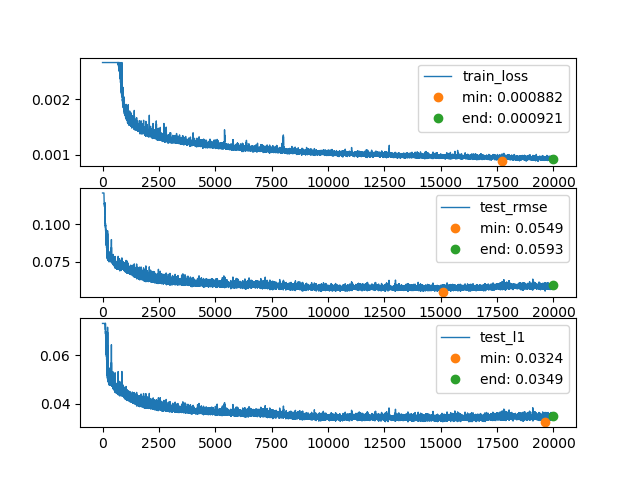 train_loss
min: 0.000882
end: 0.000921
0.002
0.001
0 2500 5000 7500 10000 12500 15000 17500 20000
test_rmse
min: 0.0549
end: 0.0593
0.100
0.075
0 2500 5000 7500 10000 12500 15000 17500 20000
test_l1
min: 0.0324
end: 0.0349
0.06
0.04
0 2500 5000 7500 10000 12500 15000 17500 20000